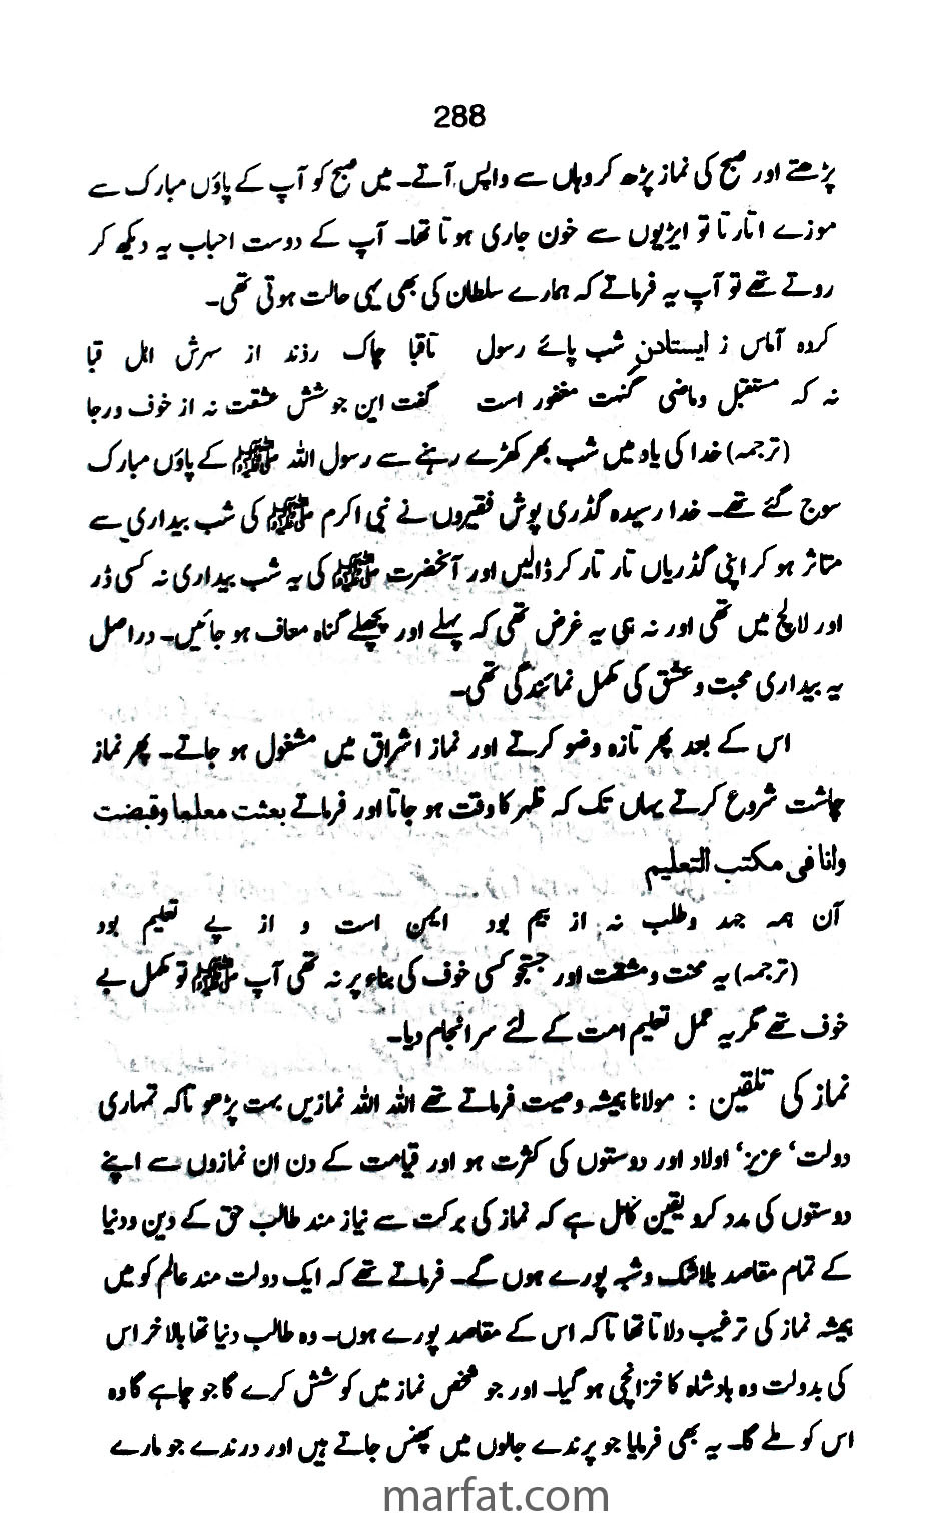 288
پڑھتے اور صبح کی نماز پڑھ کر وہاں سے واپس آتے۔ میں صبح کو آپ کے پاؤں مبارک سے
موزے اتارتا تو ایڑیوں سے خون جاری ہوتا تھا۔ آپ کے دوست احباب یہ دیکھ کر
روتے تھے تو آپ یہ فرماتے کہ ہمارے سلطان کی بھی یہی حالت ہوتی تھی۔
کردہ آماس ز ایستادن شب پائے رسول تاقبا چاک زدند از سہرش اہل قبا
نہ کہ مستقبل و ماضی گنہت مغفور است گفت این جوشش عشقت نہ از خوف و رجا
(ترجمہ) خدا کی یاد میں شب بھر کھڑے رہنے سے رسول اللہ ﷺ کے پاؤں مبارک
سوج گئے تھے۔ خدا رسیدہ گذری پوش فقیروں نے نبی اکرم ﷺ کی شب بیداری سے
متاثر ہو کر اپنی گذریاں تار تار کر ڈالیں اور آنحضرت ﷺ کی یہ شب بیداری نہ کسی ڈر
اور لالچ میں تھی اور نہ ہی یہ غرض تھی کہ پہلے اور پچھلے گناہ معاف ہو جائیں۔ دراصل
یہ بیداری محبت و عشق کی مکمل نمائندگی تھی۔
اس کے بعد پھر تازہ وضو کرتے اور نماز اشراق میں مشغول ہو جاتے۔ پھر نماز
چاشت شروع کرتے یہاں تک کہ ظہر کا وقت ہو جاتا اور فرماتے بعثت معلما وقبضت
وانا فی مکتب التعلیم
آن ہمہ جہد وطلب نہ از بیم بود ایمن است و از پے تعلیم بود
(ترجمہ) یہ محنت و مشقت اور جستجو کسی خوف کی بناء پر نہ تھی آپ ﷺ تو مکمل بے
خوف تھے مگر یہ عمل تعلیم امت کے لئے سرانجام دیا۔
نماز کی تلقین : مولانا ہمیشہ وصیت فرماتے تھے اللہ اللہ نمازیں بہت پڑھو تاکہ تمہاری
دولت، عزیز، اولاد اور دوستوں کی کثرت ہو اور قیامت کے دن ان نمازوں سے اپنے
دوستوں کی مدد کرو یقین کامل ہے کہ نماز کی برکت سے نیاز مند طالب حق کے دین و دنیا
کے تمام مقاصد بلاشک و شبہ پورے ہوں گے۔ فرماتے تھے کہ ایک دولت مند عالم کو میں
ہمیشہ نماز کی ترغیب دلاتا تھا تاکہ اس کے مقاصد پورے ہوں۔ وہ طالب دنیا تھا بالاخر اس
کی بدولت وہ بادشاہ کا خزانچی ہو گیا۔ اور جو شخص نماز میں کوشش کرے گا جو چاہے گا وہ
اس کو ملے گا۔ یہ بھی فرمایا جو پرندے جالوں میں پھنس جاتے ہیں اور درندے جو مارے
marfat.com